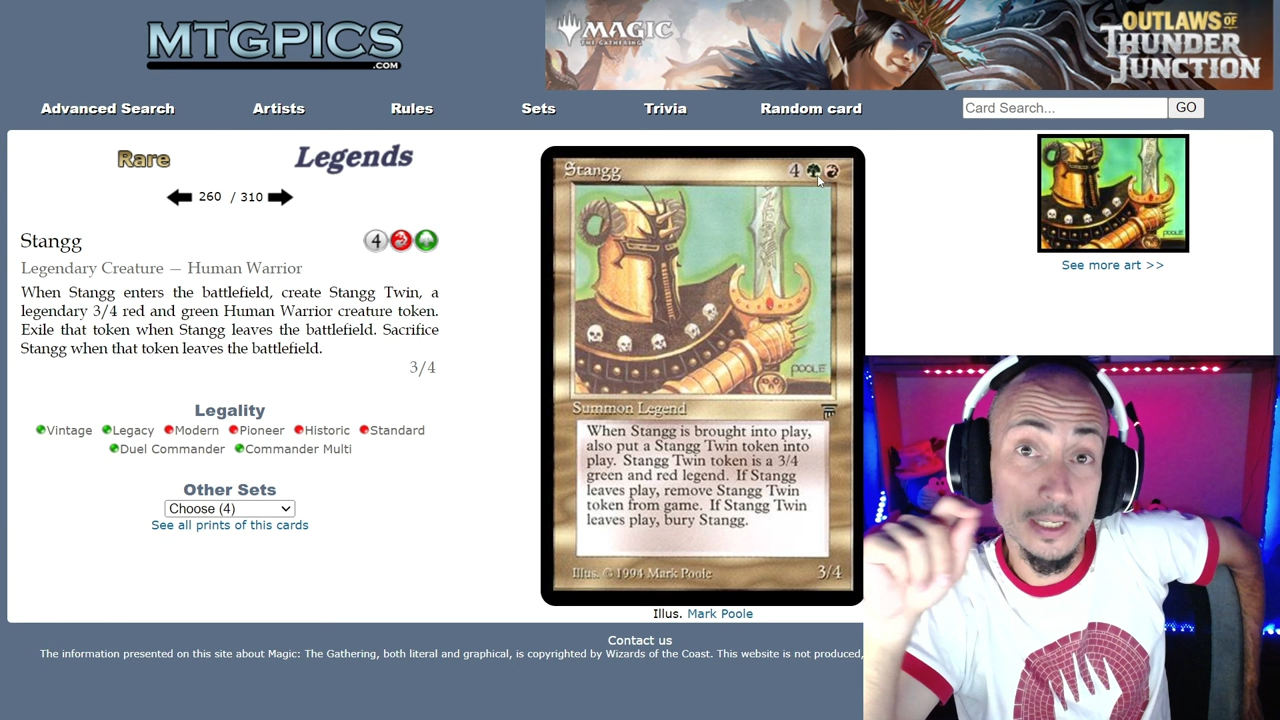 MTGPICS
.COM
MAGIC
THE GATHERING
OUTLAWS OF
THUNDER
JUNCTION
Advanced Search
Artists
Rules
Sets
Trivia
Random card
Card Search...
GO
Rare
Legends
260 / 310
Stangg
4
Legendary Creature — Human Warrior
When Stangg enters the battlefield, create Stangg Twin, a
legendary 3/4 red and green Human Warrior creature token.
Exile that token when Stangg leaves the battlefield. Sacrifice
Stangg when that token leaves the battlefield.
3/4
Legality
Vintage Legacy Modern Pioneer Historic Standard
Duel Commander Commander Multi
Other Sets
Choose (4)
See all prints of this cards
Stangg
4
POOLE
Summon Legend
When Stangg is brought into play,
also put a Stangg Twin token into
play. Stangg Twin token is a 3/4
green and red legend. If Stangg
leaves play, remove Stangg Twin
token from game. If Stangg Twin
leaves play, bury Stangg.
Illus. © 1994 Mark Poole
3/4
Illus. Mark Poole
POOLE
See more art >>
Contact us
The information presented on this site about Magic: The Gathering, both literal and graphical, is copyrighted by Wizards of the Coast. This website is not produced,